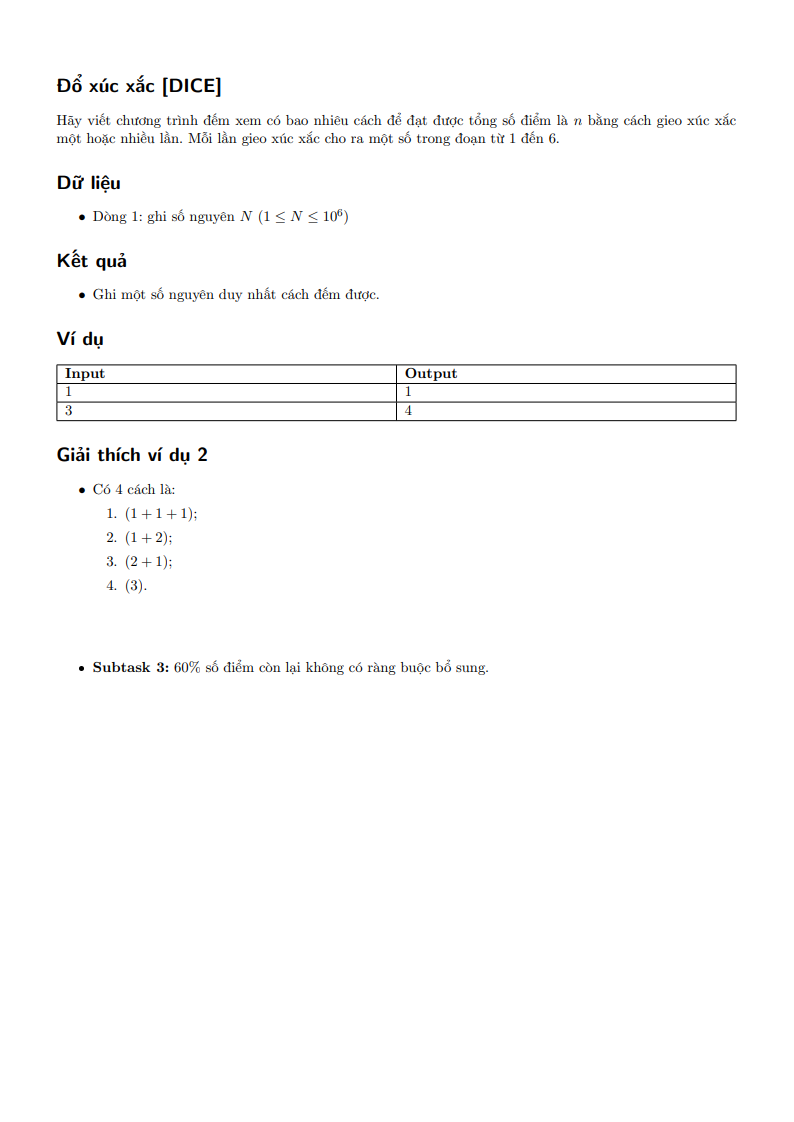 Đổ xúc xắc [DICE]
Hãy viết chương trình đếm xem có bao nhiêu cách để đạt được tổng số điểm là n bằng cách gieo xúc xắc
một hoặc nhiều lần. Mỗi lần gieo xúc xắc cho ra một số trong đoạn từ 1 đến 6.
Dữ liệu
• Dòng 1: ghi số nguyên N (1 ≤ N ≤ 10⁶)
Kết quả
• Ghi một số nguyên duy nhất cách đếm được.
Ví dụ
Input Output
1 1
3 4
Giải thích ví dụ 2
• Có 4 cách là:
1. (1 + 1 + 1);
2. (1 + 2);
3. (2 + 1);
4. (3).
• Subtask 3: 60% số điểm còn lại không có ràng buộc bổ sung.